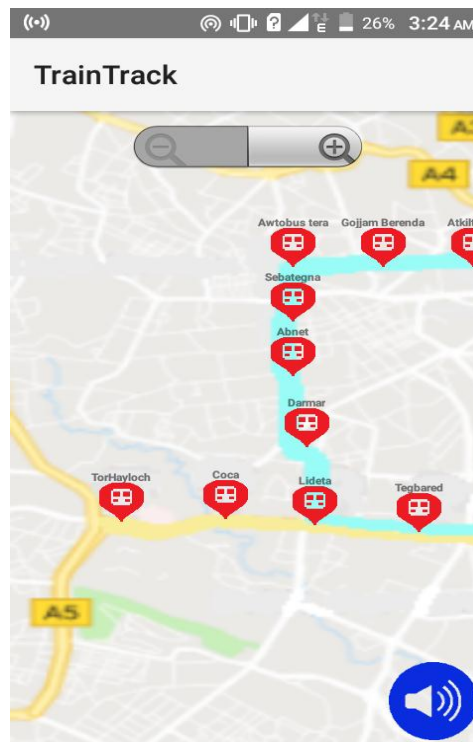 26% 3:24 AM
TrainTrack
A4
Awtobus tera Gojjam Berenda
Sebategna
Abnet
Darmar
TorHayloch Coca Lideta Tegbared
A5